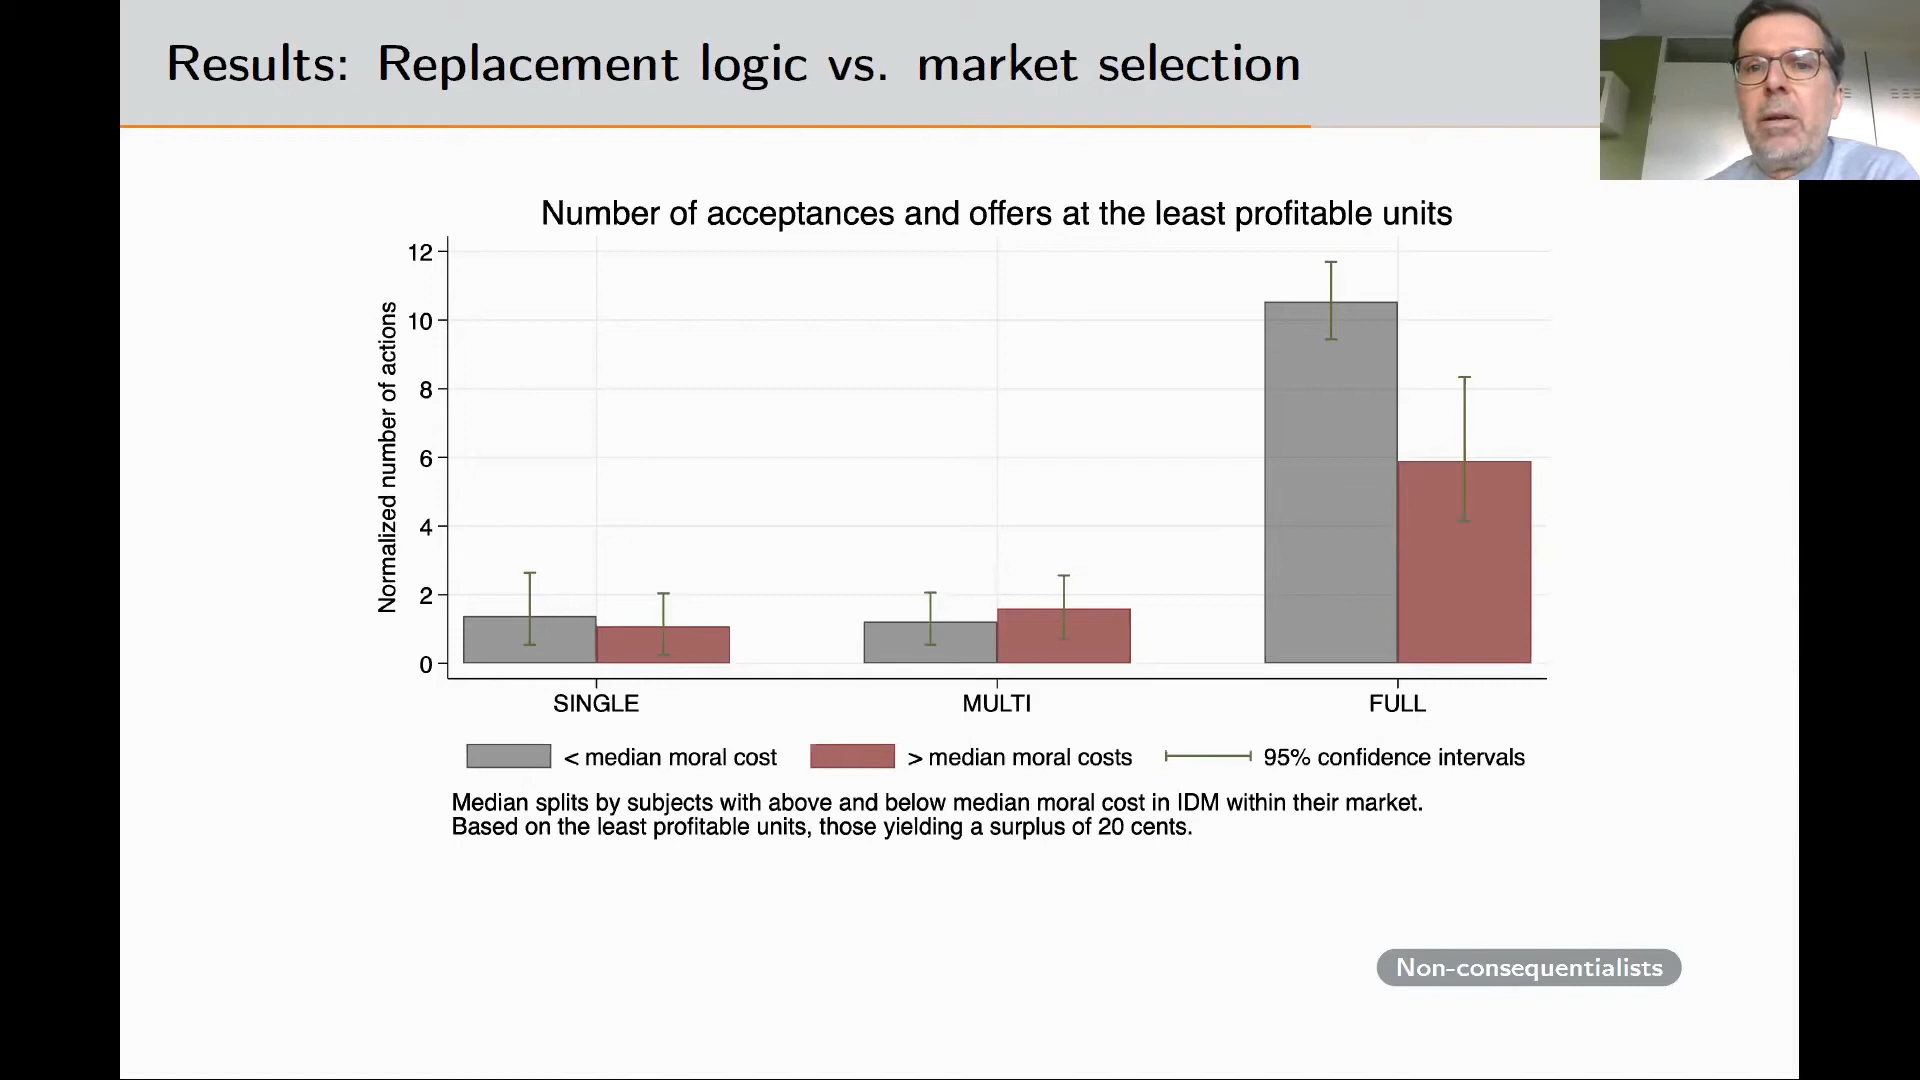 Results: Replacement logic vs. market selection
Number of acceptances and offers at the least profitable units
Normalized number of actions
12
10
8
6
4
2
0
SINGLE MULTI FULL
< median moral cost > median moral costs 95% confidence intervals
Median splits by subjects with above and below median moral cost in IDM within their market.
Based on the least profitable units, those yielding a surplus of 20 cents.
Non-consequentialists